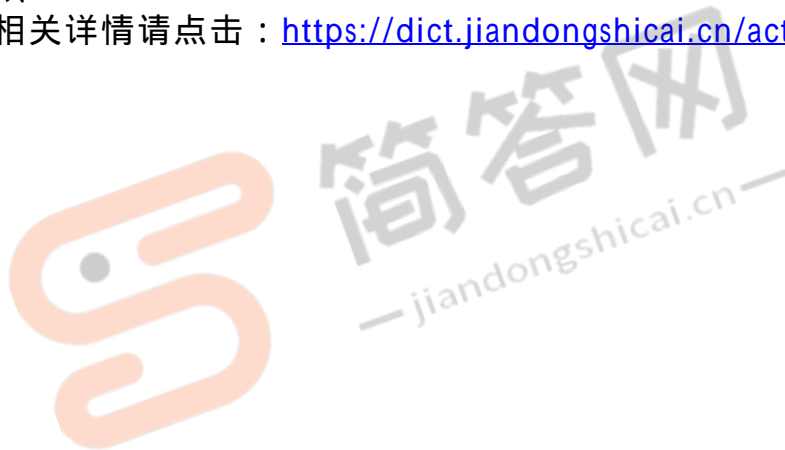 相关详情请点击：https://dict.jiandongshicai.cn/act
简答网
jiandongshicai.cn